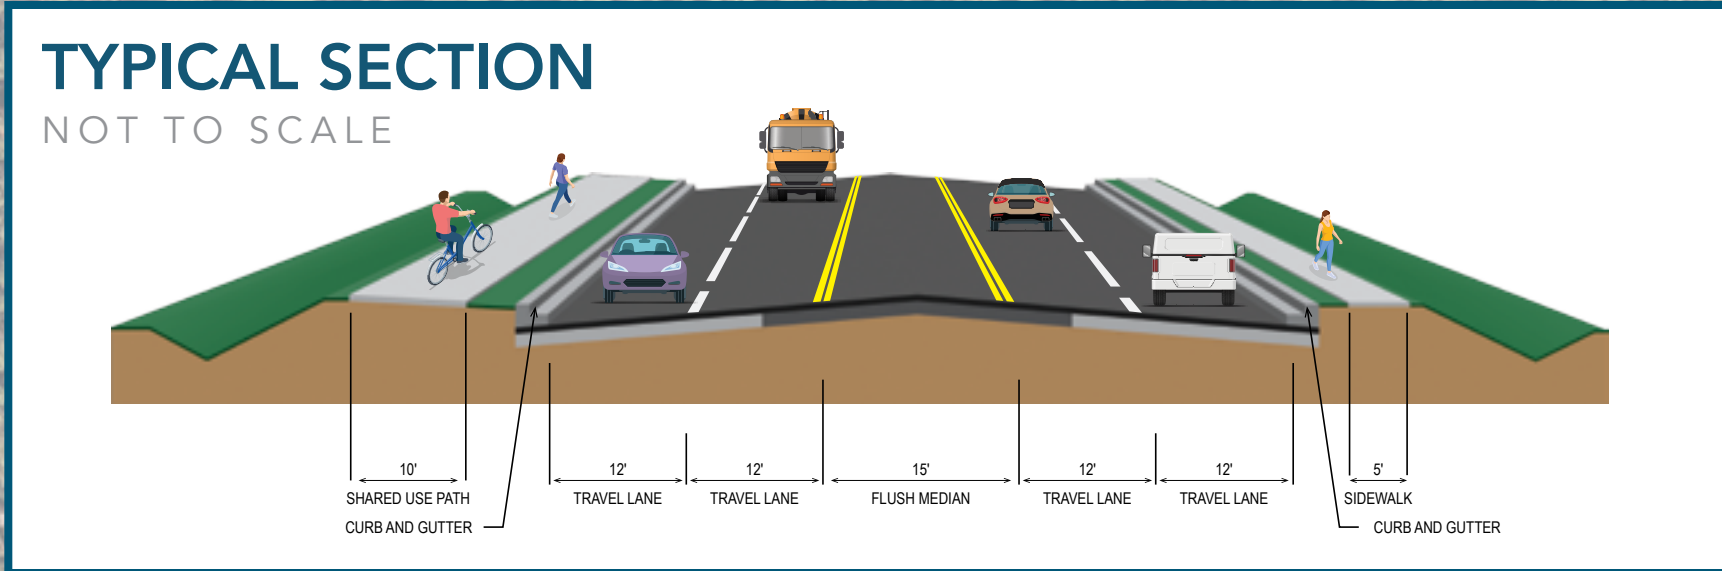 TYPICAL SECTION
NOT TO SCALE
10'
12'
12'
15'
12'
12'
5'
SHARED USE PATH
TRAVEL LANE
TRAVEL LANE
FLUSH MEDIAN
TRAVEL LANE
TRAVEL LANE
SIDEWALK
CURB AND GUTTER
CURB AND GUTTER